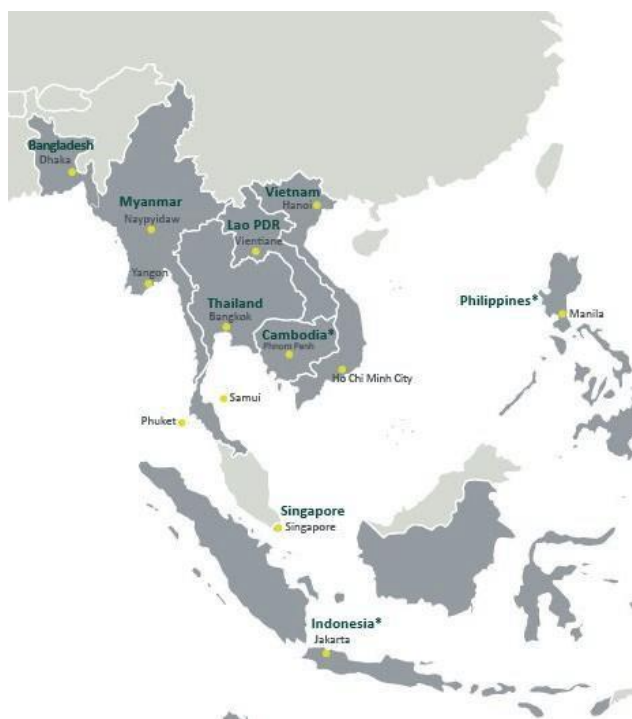 Bangladesh
Dhaka
Myanmar
Naypyidaw
Yangon
Vietnam
Hanoi
Lao PDR
Vientiane
Thailand
Bangkok
Cambodia*
Phnom Penh
Ho Chi Minh City
Philippines*
Manila
Samui
Phuket
Singapore
Singapore
Indonesia*
Jakarta